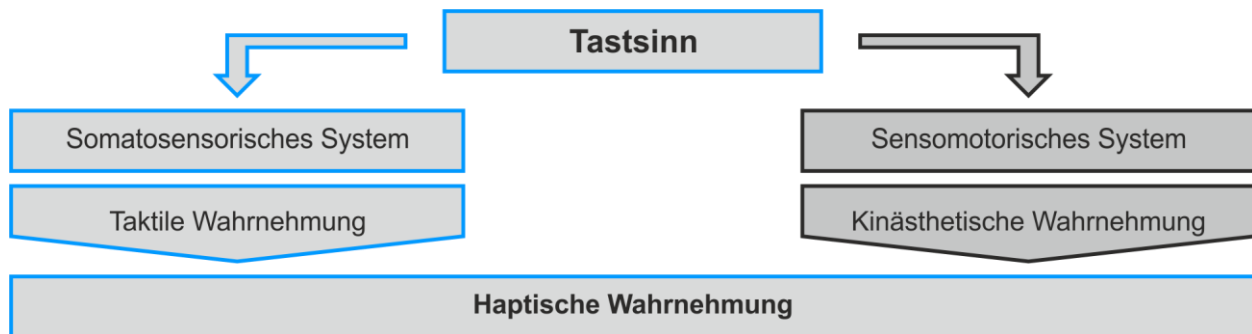 Tastsinn
Somatosensorisches System
Sensomotorisches System
Taktile Wahrnehmung
Kinästhetische Wahrnehmung
Haptische Wahrnehmung